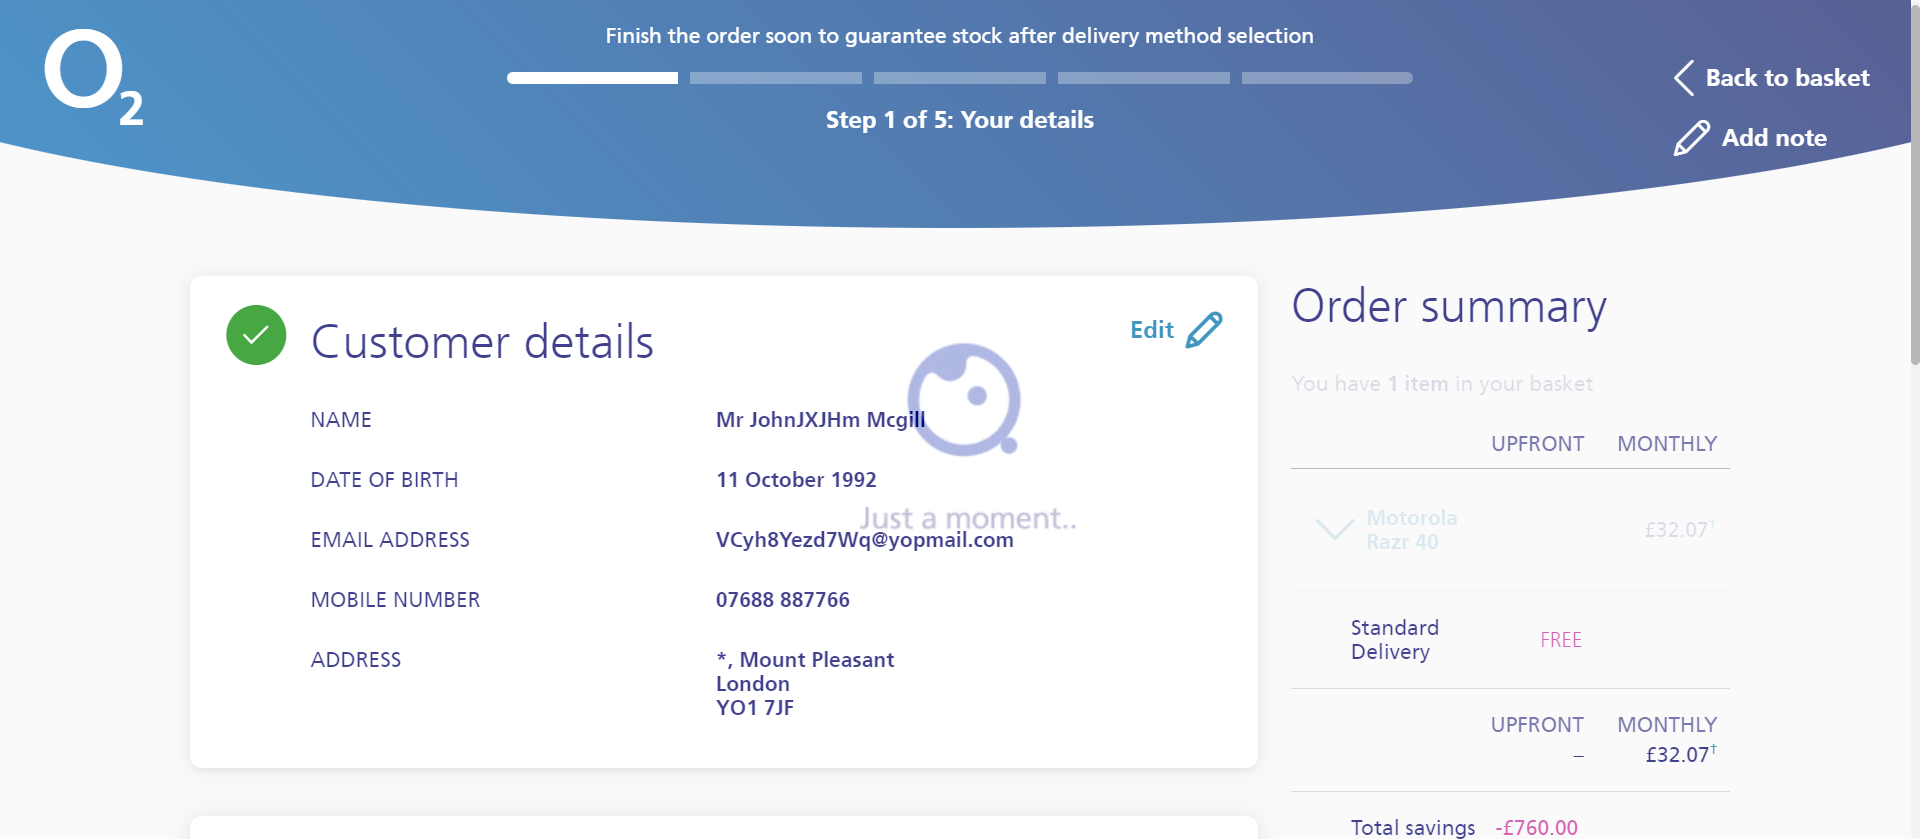 Finish the order soon to guarantee stock after delivery method selection
O2
Step 1 of 5: Your details
Back to basket
Add note
Customer details
Edit
NAME
Mr JohnJXJHm Mcgill
DATE OF BIRTH
11 October 1992
Just a moment..
EMAIL ADDRESS
VCyh8Yezd7Wq@yopmail.com
MOBILE NUMBER
07688 887766
ADDRESS
*, Mount Pleasant
London
YO1 7JF
Order summary
You have 1 item in your basket
UPFRONT MONTHLY
Motorola
Razr 40
£32.07†
Standard
Delivery
FREE
UPFRONT MONTHLY
– £32.07†
Total savings -£760.00